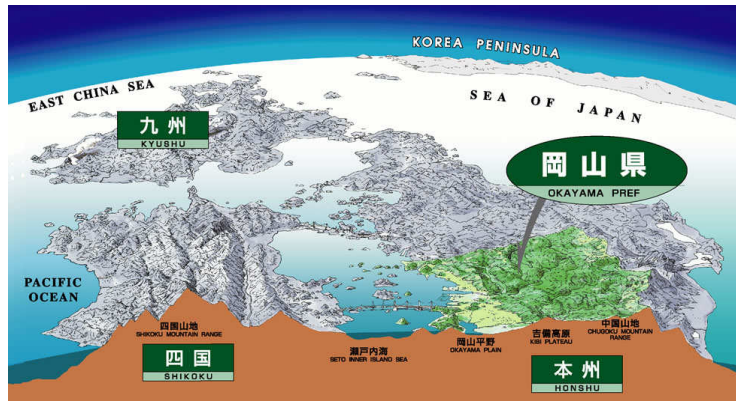 KOREA PENINSULA
EAST CHINA SEA
SEA OF JAPAN
九州
KYUSHU
岡山県
OKAYAMA PREF
PACIFIC
OCEAN
四国山地
SHIKOKU MOUNTAIN RANGE
瀬戸内海
SETO INNER ISLAND SEA
岡山平野
OKAYAMA PLAIN
吉備高原
KIBI PLATEAU
中国山地
CHUGOKU MOUNTAIN
RANGE
四国
SHIKOKU
本州
HONSHU